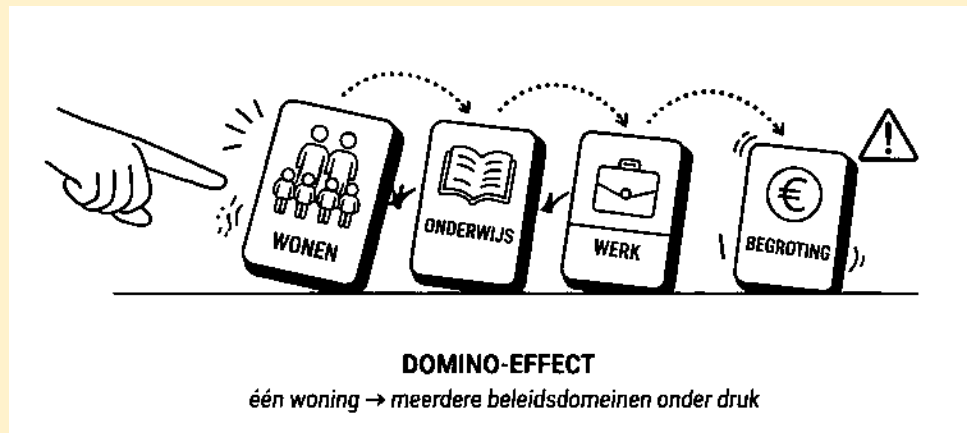 WONEN
ONDERWIJS
WERK
€
BEGROTING
!
DOMINO-EFFECT
één woning → meerdere beleidsdomeinen onder druk